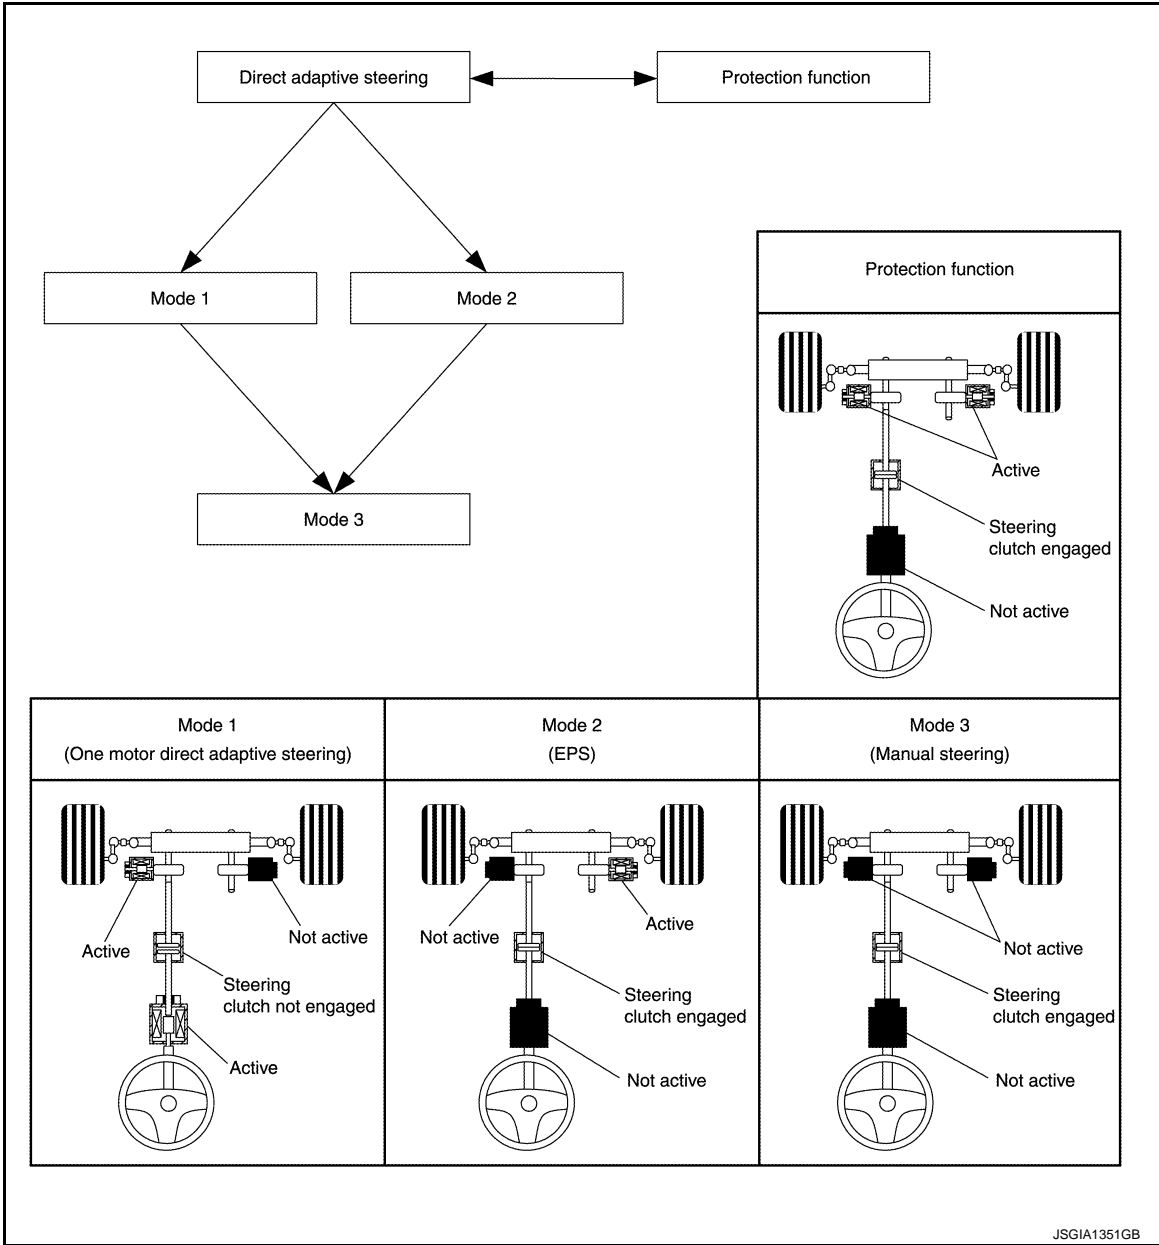 Direct adaptive steering
Protection function
Mode 1
Mode 2
Mode 3
Protection function
Active
Steering
clutch engaged
Not active
Mode 1
(One motor direct adaptive steering)
Active
Not active
Steering
clutch not engaged
Active
Mode 2
(EPS)
Not active
Active
Steering
clutch engaged
Not active
Mode 3
(Manual steering)
Not active
Steering
clutch engaged
Not active
JSGIA1351GB